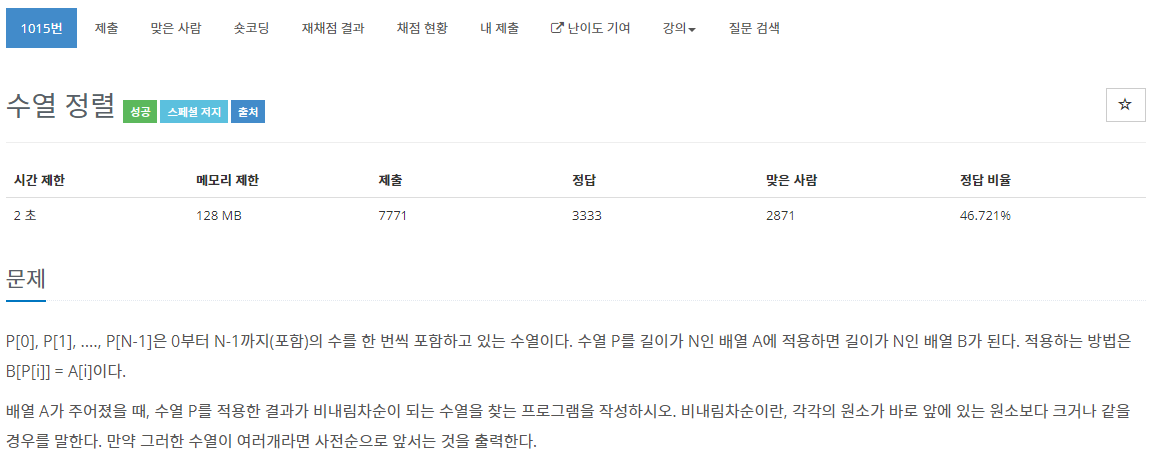 1015번 제출 맞은 사람 숏코딩 재채점 결과 채점 현황 내 제출 난이도 기여 강의 질문 검색
수열 정렬 성공 스페셜 저지 출처
시간 제한 메모리 제한 제출 정답 맞은 사람 정답 비율
2 초 128 MB 7771 3333 2871 46.721%
문제
P[0], P[1], ...., P[N-1]은 0부터 N-1까지(포함)의 수를 한 번씩 포함하고 있는 수열이다. 수열 P를 길이가 N인 배열 A에 적용하면 길이가 N인 배열 B가 된다. 적용하는 방법은
B[P[i]] = A[i]이다.
배열 A가 주어졌을 때, 수열 P를 적용한 결과가 비내림차순이 되는 수열을 찾는 프로그램을 작성하시오. 비내림차순이란, 각각의 원소가 바로 앞에 있는 원소보다 크거나 같을
경우를 말한다. 만약 그러한 수열이 여러개라면 사전순으로 앞서는 것을 출력한다.